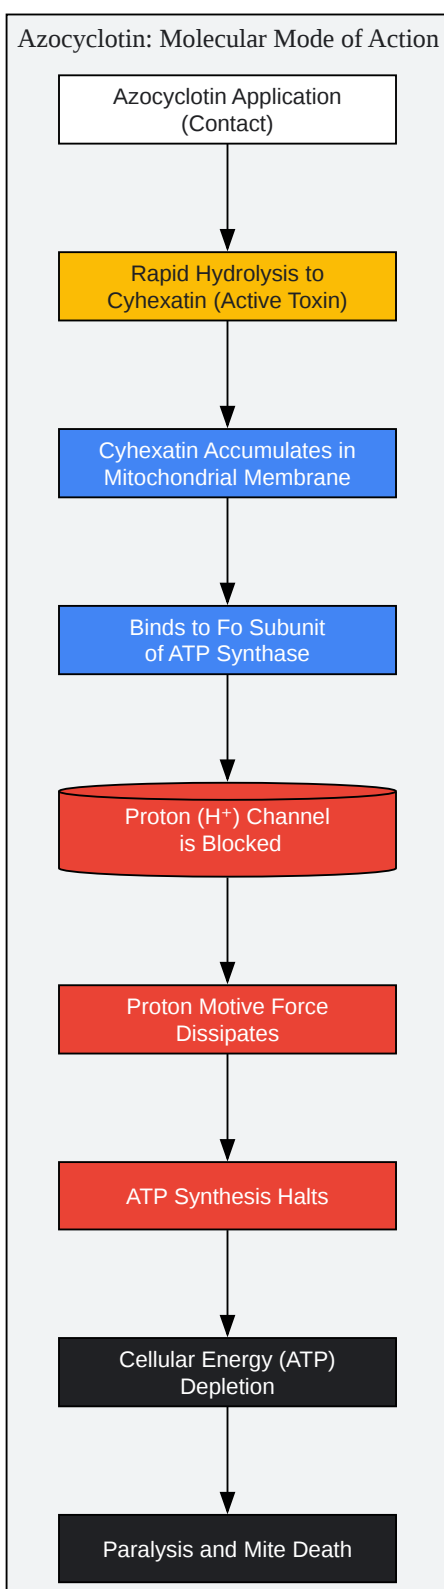 Azocyclotin: Molecular Mode of Action
Azocyclotin Application
(Contact)
Rapid Hydrolysis to
Cyhexatin (Active Toxin)
Cyhexatin Accumulates in
Mitochondrial Membrane
Binds to Fo Subunit
of ATP Synthase
Proton (H⁺) Channel
is Blocked
Proton Motive Force
Dissipates
ATP Synthesis Halts
Cellular Energy (ATP)
Depletion
Paralysis and Mite Death